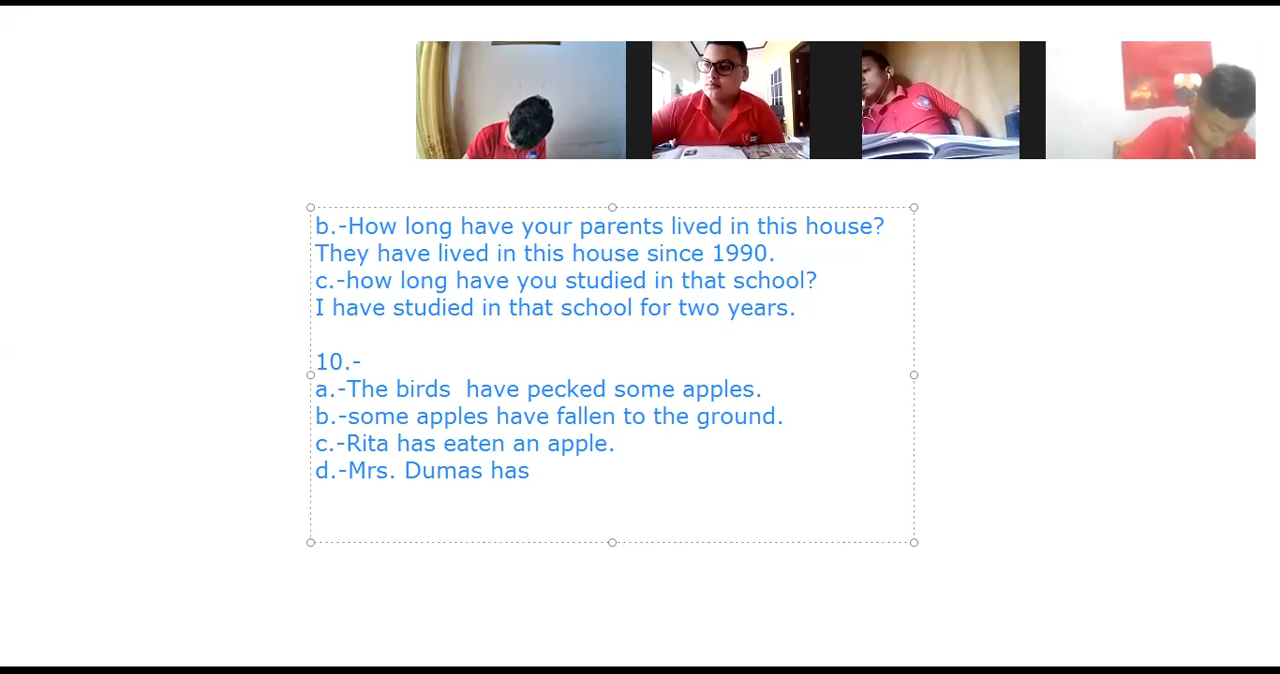 b.-How long have your parents lived in this house?
They have lived in this house since 1990.
c.-how long have you studied in that school?
I have studied in that school for two years.
10.-
a.-The birds  have pecked some apples.
b.-some apples have fallen to the ground.
c.-Rita has eaten an apple.
d.-Mrs. Dumas has